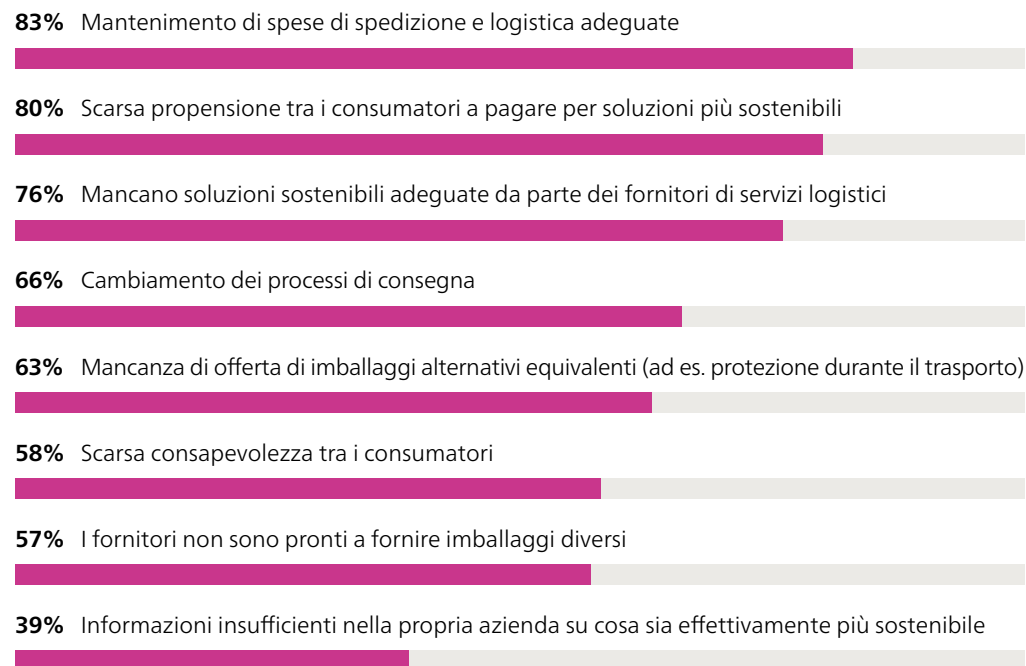 83% Mantenimento di spese di spedizione e logistica adeguate
80% Scarsa propensione tra i consumatori a pagare per soluzioni più sostenibili
76% Mancano soluzioni sostenibili adeguate da parte dei fornitori di servizi logistici
66% Cambiamento dei processi di consegna
63% Mancanza di offerta di imballaggi alternativi equivalenti (ad es. protezione durante il trasporto)
58% Scarsa consapevolezza tra i consumatori
57% I fornitori non sono pronti a fornire imballaggi diversi
39% Informazioni insufficienti nella propria azienda su cosa sia effettivamente più sostenibile